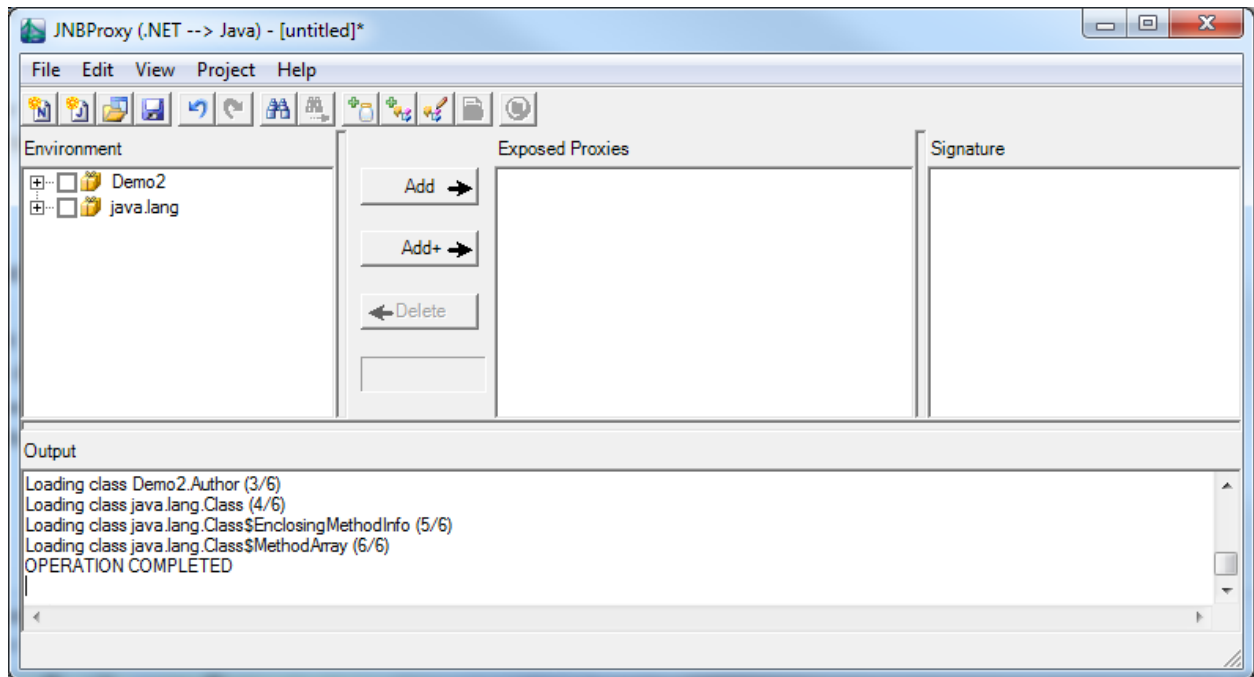 JNBProxy (.NET --> Java) - [untitled]*
File Edit View Project Help
Environment
Exposed Proxies
Signature
Demo2
java.lang
Add
Add+
Delete
Output
Loading class Demo2.Author (3/6)
Loading class java.lang.Class (4/6)
Loading class java.lang.Class$EnclosingMethodInfo (5/6)
Loading class java.lang.Class$MethodArray (6/6)
OPERATION COMPLETED